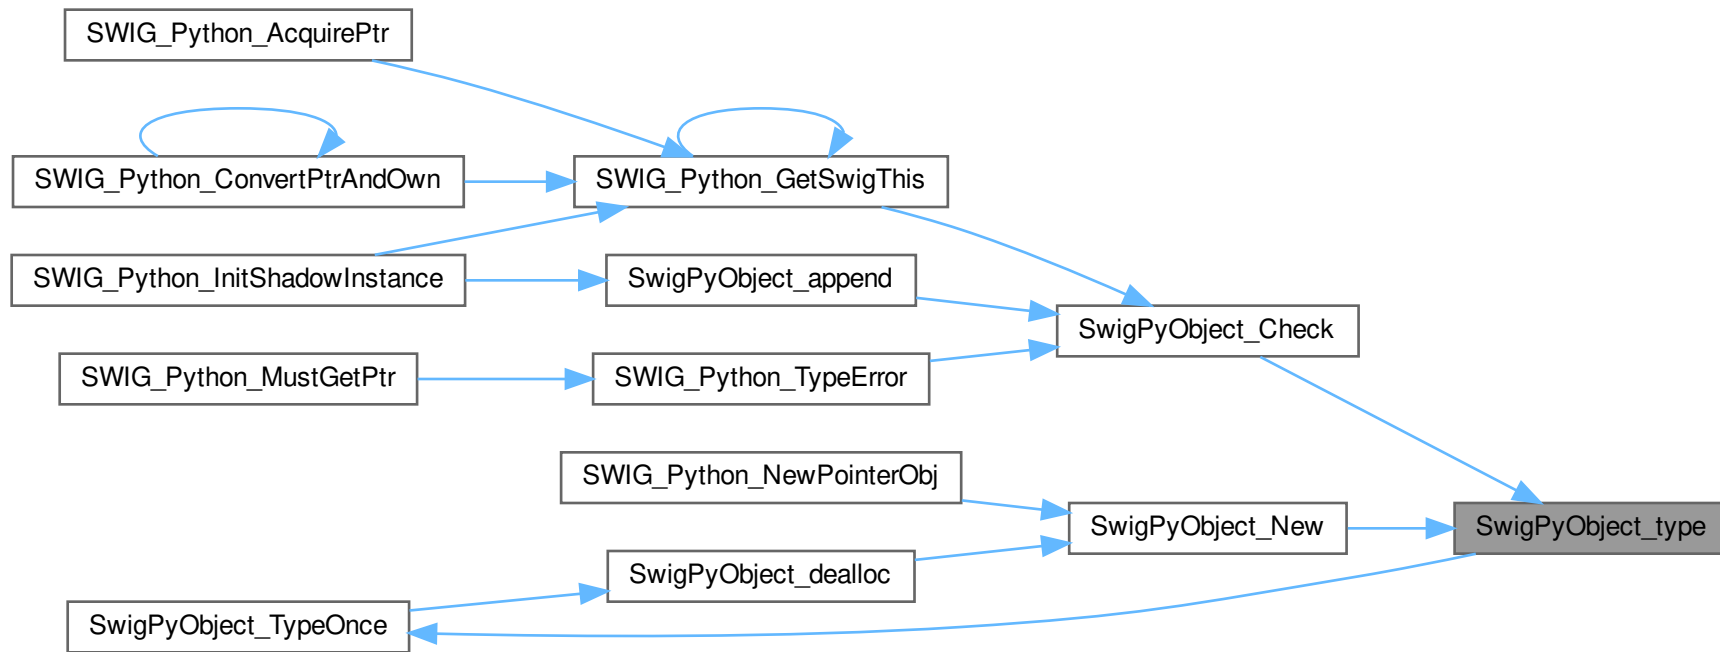 SWIG_Python_AcquirePtr
SWIG_Python_ConvertPtrAndOwn
SWIG_Python_GetSwigThis
SWIG_Python_InitShadowInstance
SwigPyObject_append
SwigPyObject_Check
SWIG_Python_MustGetPtr
SWIG_Python_TypeError
SWIG_Python_NewPointerObj
SwigPyObject_New
SwigPyObject_type
SwigPyObject_dealloc
SwigPyObject_TypeOnce